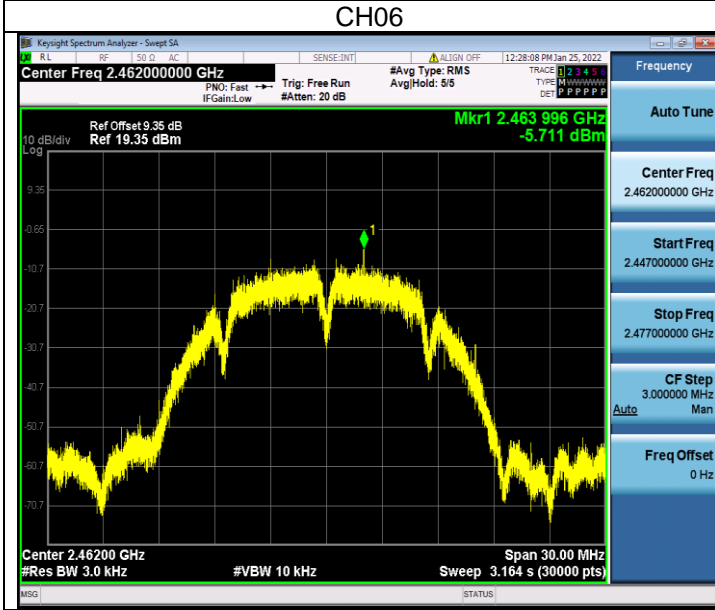 CH06
Keysight Spectrum Analyzer - Swept SA
RL RF 50 Ω AC SENSE:INT ALIGN OFF 12:28:08 PM Jan 25, 2022
Center Freq 2.462000000 GHz
PNO: Fast
IFGain:Low
Trig: Free Run
#Atten: 20 dB
#Avg Type: RMS
Avg|Hold: 5/5
TRACE 1 2 3 4 5 6
TYPE M
DET P P P P P P
Ref Offset 9.35 dB
Ref 19.35 dBm
10 dB/div
Log
Mkr1 2.463 996 GHz
-5.711 dBm
1
9.35
-0.65
-10.7
-20.7
-30.7
-40.7
-50.7
-60.7
-70.7
Center 2.46200 GHz
Span 30.00 MHz
#Res BW 3.0 kHz
#VBW 10 kHz
Sweep 3.164 s (30000 pts)
MSG
STATUS
Frequency
Auto Tune
Center Freq
2.462000000 GHz
Start Freq
2.447000000 GHz
Stop Freq
2.477000000 GHz
CF Step
3.000000 MHz
Auto Man
Freq Offset
0 Hz